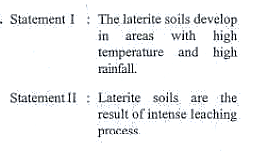 . Statement I : The laterite soils develop
in areas with high
temperature and high
rainfall.
Statement II : Laterite soils are the
result of intense leaching
process.